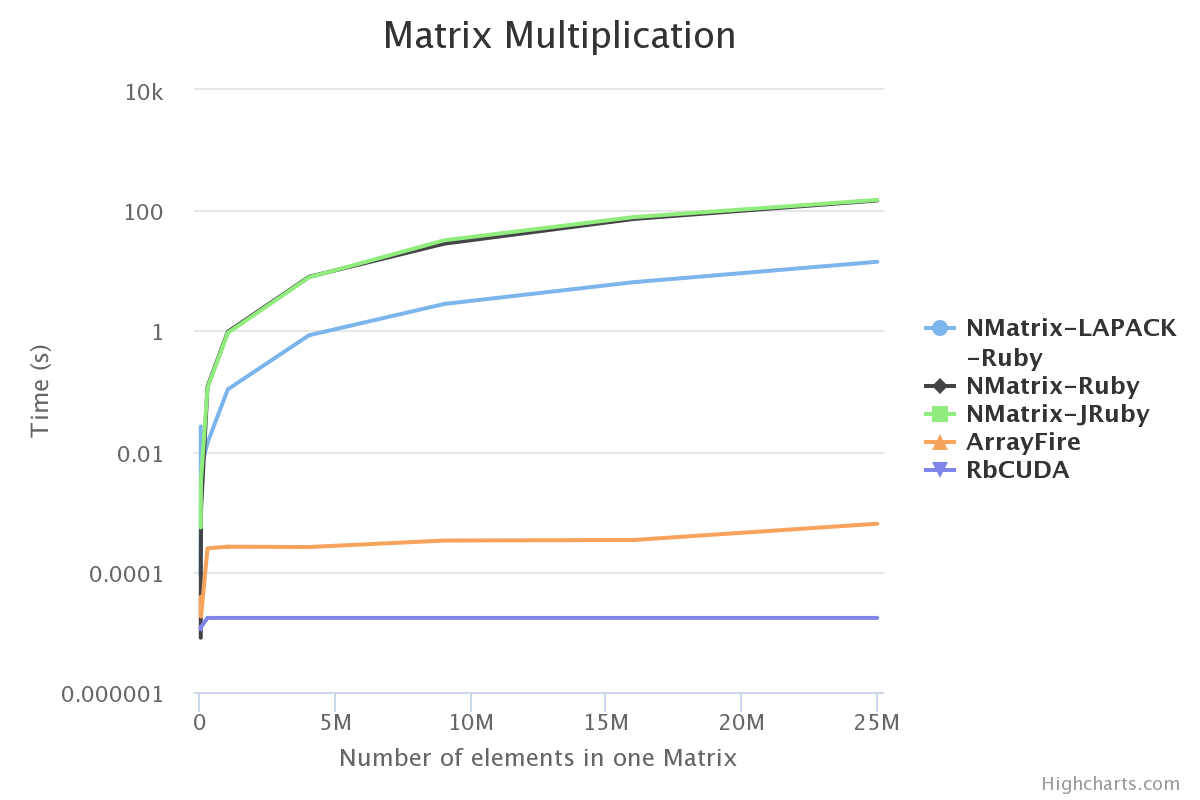 Matrix Multiplication
10k
100
1
0.01
0.0001
0.000001
Time (s)
0
5M
10M
15M
20M
25M
Number of elements in one Matrix
NMatrix-LAPACK
-Ruby
NMatrix-Ruby
NMatrix-JRuby
ArrayFire
RbCUDA
Highcharts.com